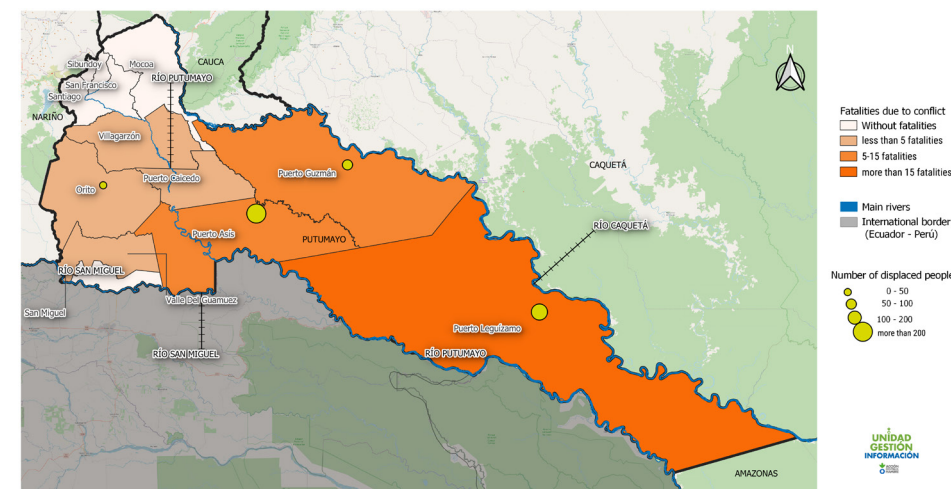 Sibundoy
Mocoa
CAUCA
RÍO PUTUMAYO
San Francisco
Santiago
NARIÑO
Villagarzón
Puerto Guzmán
CAQUETÁ
Puerto Caicedo
Orito
RÍO CAQUETÁ
Puerto Asís
PUTUMAYO
RÍO SAN MIGUEL
Valle Del Guamuez
San Miguel
Puerto Leguízamo
RÍO SAN MIGUEL
RÍO PUTUMAYO
AMAZONAS
N
Fatalities due to conflict
Without fatalities
less than 5 fatalities
5-15 fatalities
more than 15 fatalities
Main rivers
International border
(Ecuador - Perú)
Number of displaced people
0 - 50
50 - 100
100 - 200
more than 200
UNIDAD
GESTIÓN
INFORMACIÓN